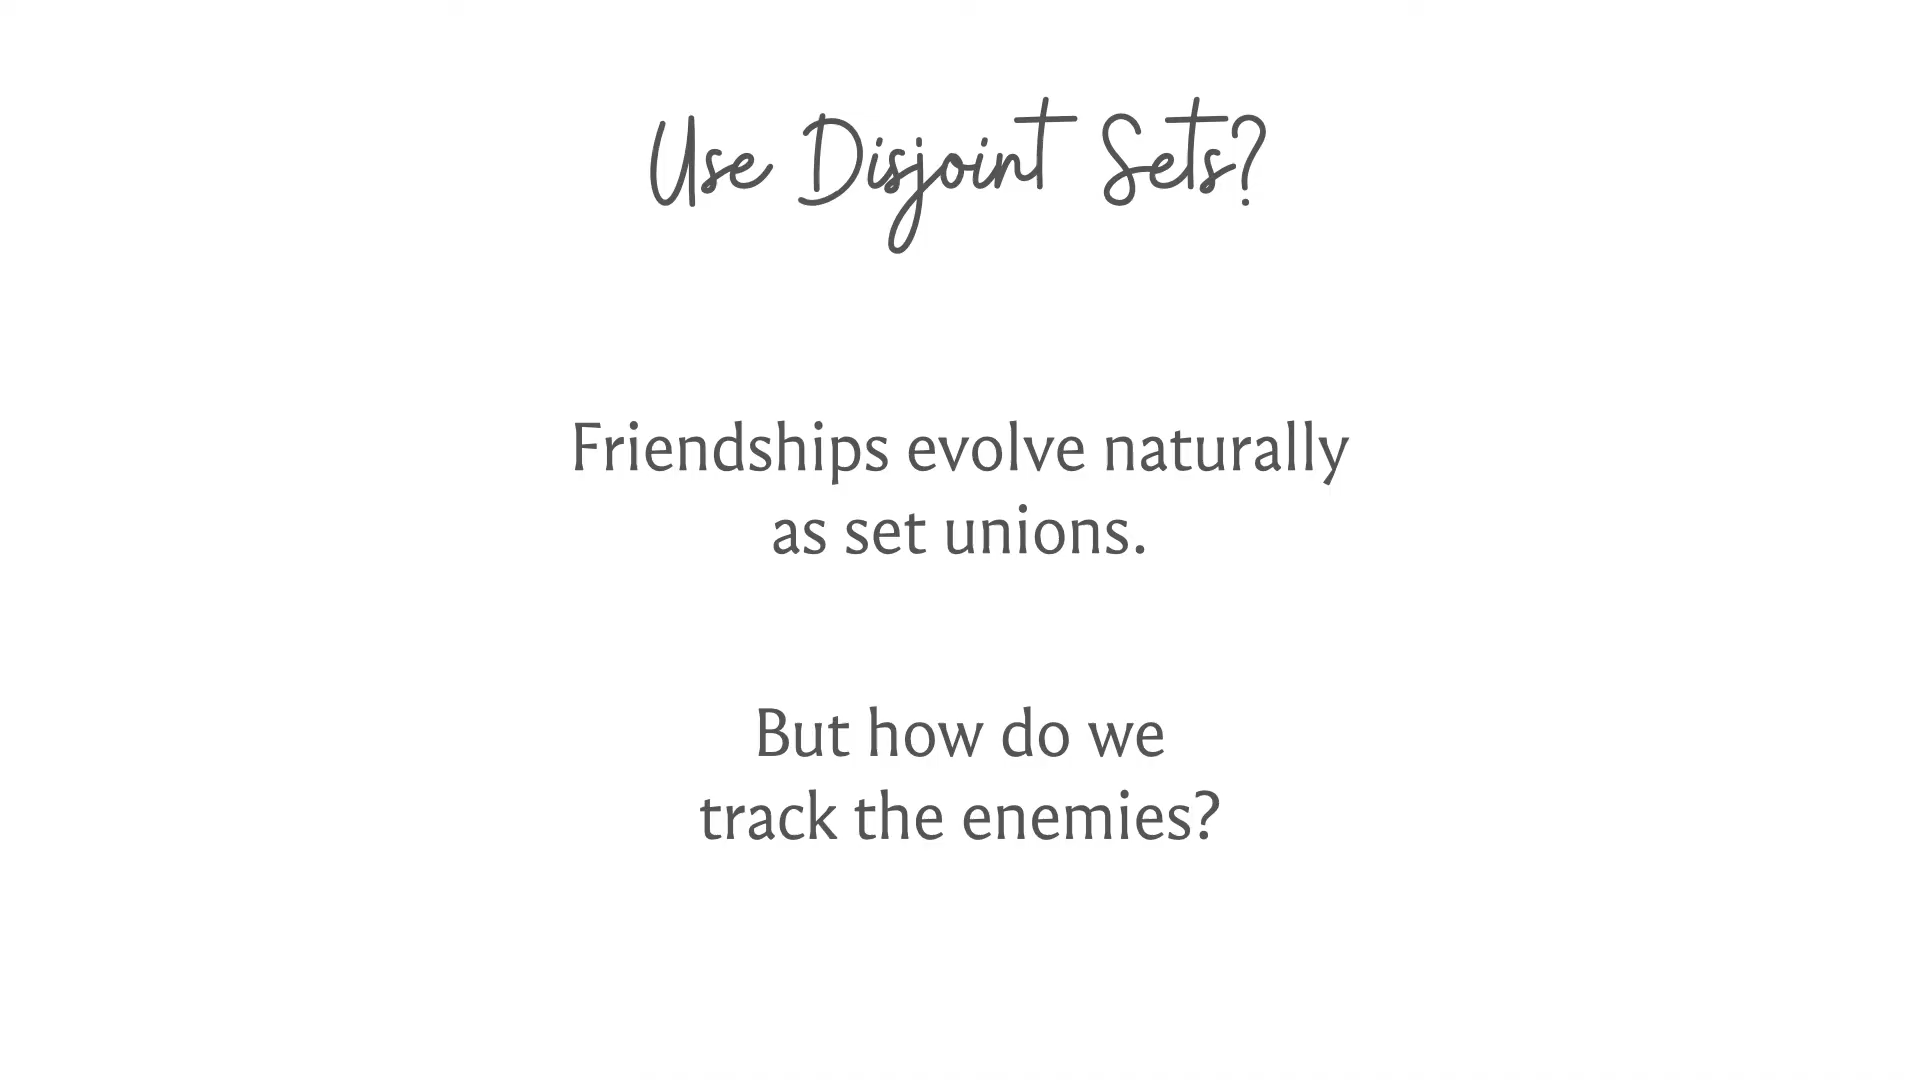 Use Disjoint Sets?
Friendships evolve naturally
as set unions.
But how do we
track the enemies?